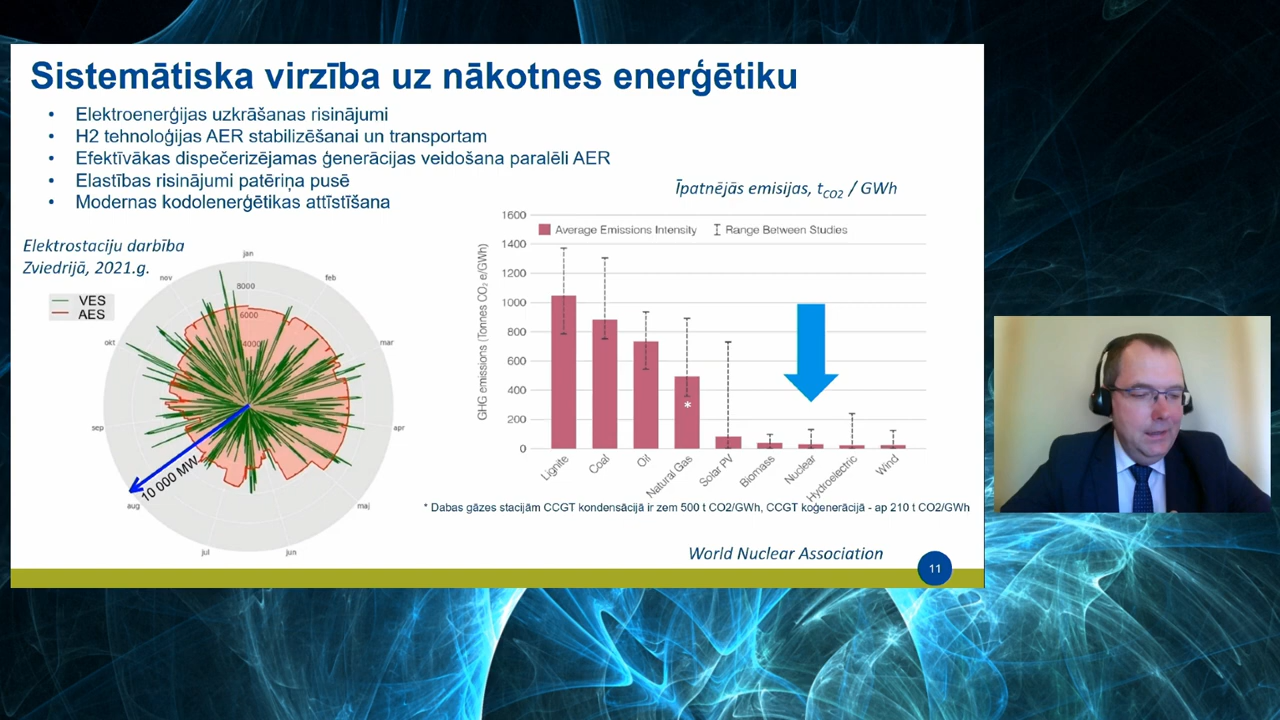 Sistemātiska virzība uz nākotnes enerģētiku
• Elektroenerģijas uzkrāšanas risinājumi
• H2 tehnoloģijas AER stabilizēšanai un transportam
• Efektīvākas dispečerizējamas ģenerācijas veidošana paralēli AER
• Elastības risinājumi patēriņa pusē
• Modernas kodolenerģētikas attīstīšana
Elektrostaciju darbība
Zviedrijā, 2021.g.
VES
AES
jan
feb
mar
apr
maj
jun
jul
aug
sep
okt
nov
8000
6000
4000
10 000 MW
Īpatnējās emisijas, tCO2 / GWh
Average Emissions Intensity
Range Between Studies
GHG emissions (Tonnes CO2 e/GWh)
1600
1400
1200
1000
800
600
400
200
0
*
Lignite
Coal
Oil
Natural Gas
Solar PV
Biomass
Nuclear
Hydroelectric
Wind
* Dabas gāzes stacijām CCGT kondensācijā ir zem 500 t CO2/GWh, CCGT koģenerācijā - ap 210 t CO2/GWh
World Nuclear Association
11